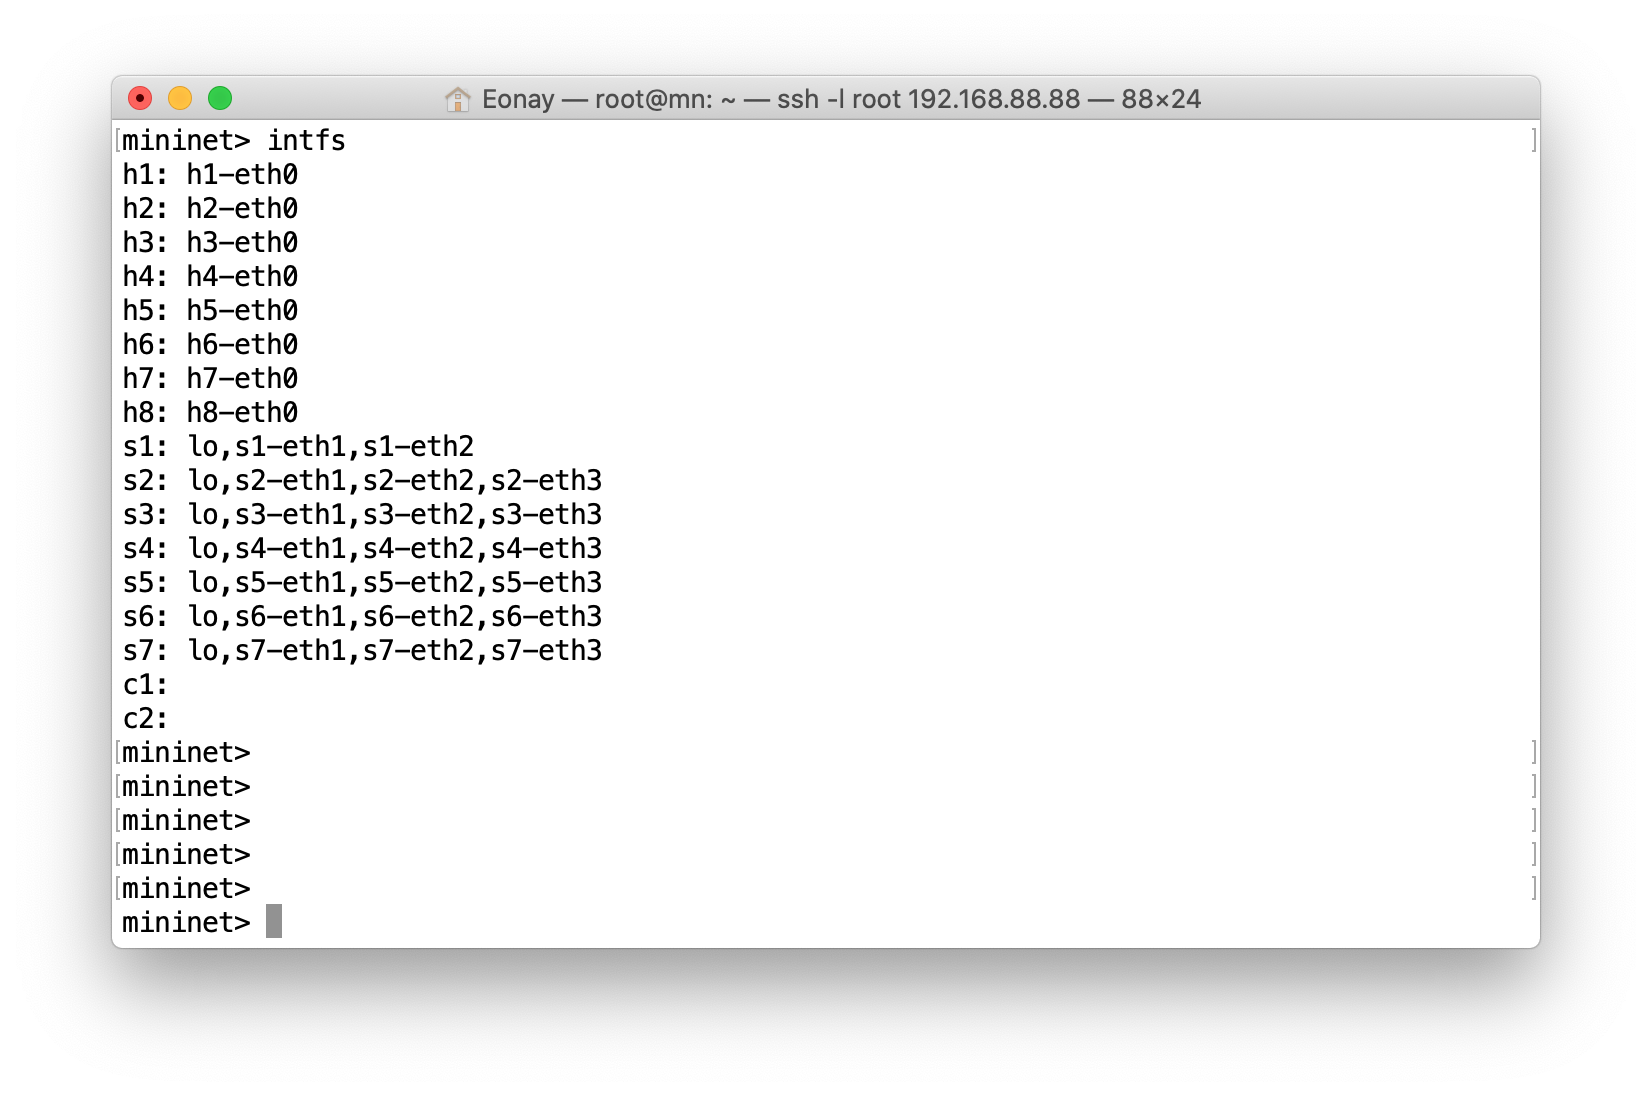 Eonay — root@mn: ~ — ssh -l root 192.168.88.88 — 88×24
[mininet> intfs ]
h1: h1-eth0
h2: h2-eth0
h3: h3-eth0
h4: h4-eth0
h5: h5-eth0
h6: h6-eth0
h7: h7-eth0
h8: h8-eth0
s1: lo,s1-eth1,s1-eth2
s2: lo,s2-eth1,s2-eth2,s2-eth3
s3: lo,s3-eth1,s3-eth2,s3-eth3
s4: lo,s4-eth1,s4-eth2,s4-eth3
s5: lo,s5-eth1,s5-eth2,s5-eth3
s6: lo,s6-eth1,s6-eth2,s6-eth3
s7: lo,s7-eth1,s7-eth2,s7-eth3
c1:
c2:
[mininet> ]
[mininet> ]
[mininet> ]
[mininet> ]
[mininet> ]
mininet>